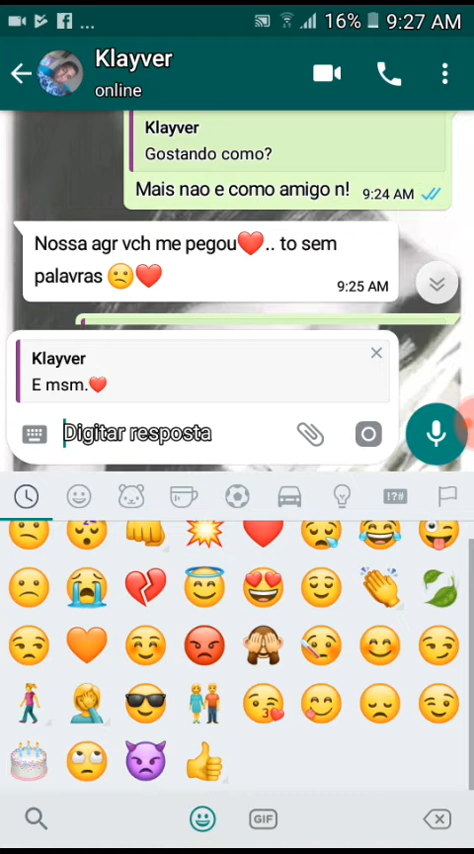 ... 16% 9:27 AM
Klayver
online
Klayver
Gostando como?
Mais nao e como amigo n! 9:24 AM
Nossa agr vch me pegou❤️.. to sem
palavras 🙁❤️
9:25 AM
Klayver
E msm.❤️
Digitar resposta
!?#
GIF